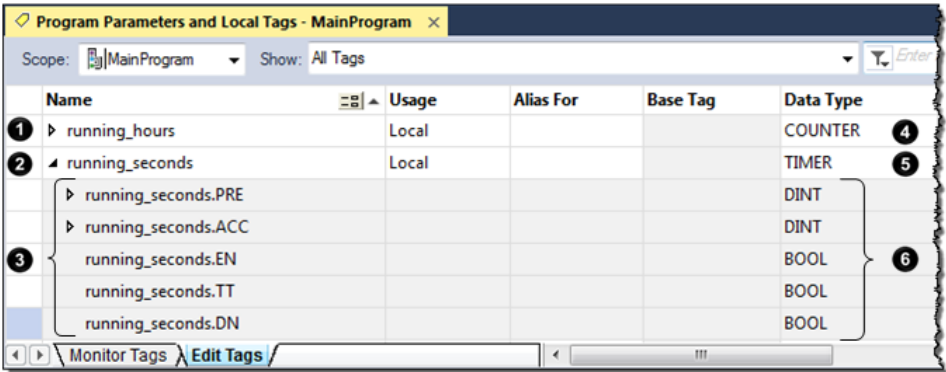 Program Parameters and Local Tags - MainProgram ×
Scope: MainProgram Show: All Tags Enter
Name Usage Alias For Base Tag Data Type
1 running_hours Local COUNTER 4
2 running_seconds Local TIMER 5
running_seconds.PRE DINT
running_seconds.ACC DINT
3 running_seconds.EN BOOL 6
running_seconds.TT BOOL
running_seconds.DN BOOL
Monitor Tags Edit Tags